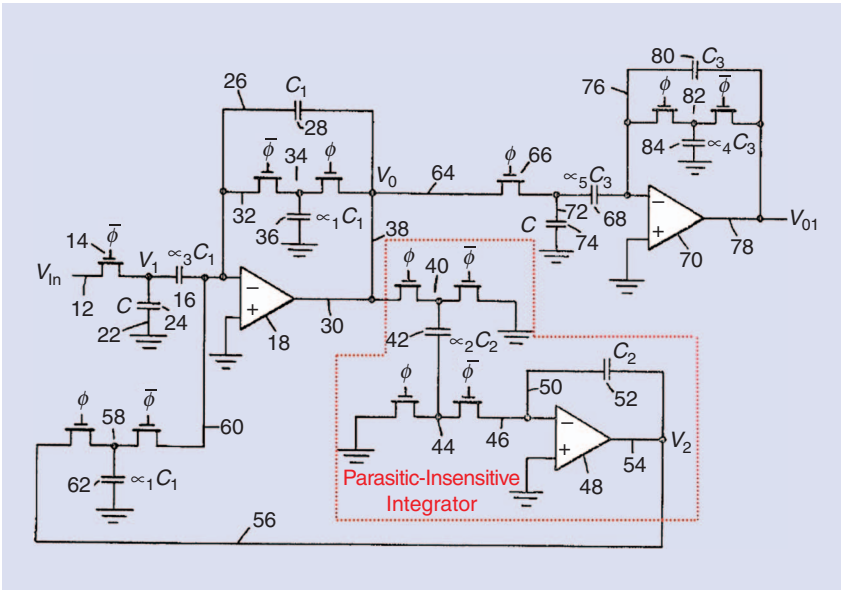 80 C₃
26 C₁ 76 ϕ 82 ϕ̄
28 84 ∝₄C₃
ϕ̄ 34 ϕ ϕ 66
V₀ 64 ∝₅C₃
32 36 ∝₁C₁ 38 72 68 − + 70 78 V₀₁
C 74
14 ϕ̄ V₁ ∝₃C₁
V_In 12 16 − + 18 30
C 24 22
ϕ 40 ϕ̄
42 ∝₂C₂
C₂
50 52
ϕ ϕ̄
44 46 − + 48 54 V₂
Parasitic-Insensitive
Integrator
ϕ 58 ϕ̄ 60
62 ∝₁C₁
56